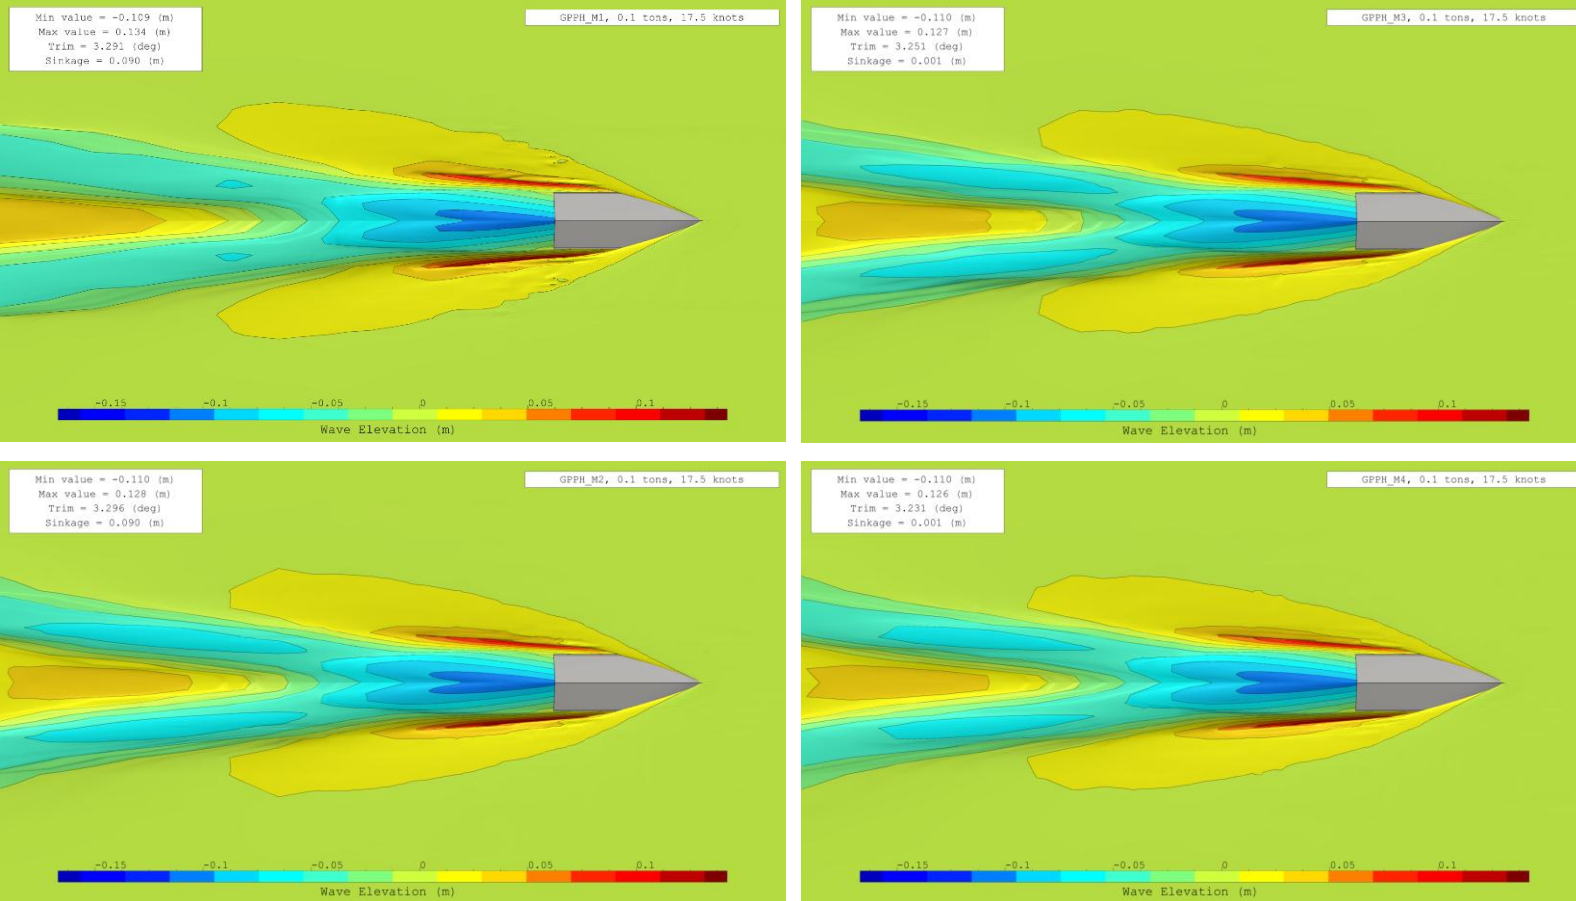 Min value = -0.109 (m)
Max value = 0.134 (m)
Trim = 3.291 (deg)
Sinkage = 0.090 (m)
GPPH_M1, 0.1 tons, 17.5 knots
-0.15 -0.1 -0.05 0 0.05 0.1
Wave Elevation (m)
Min value = -0.110 (m)
Max value = 0.127 (m)
Trim = 3.251 (deg)
Sinkage = 0.001 (m)
GPPH_M3, 0.1 tons, 17.5 knots
-0.15 -0.1 -0.05 0 0.05 0.1
Wave Elevation (m)
Min value = -0.110 (m)
Max value = 0.128 (m)
Trim = 3.296 (deg)
Sinkage = 0.090 (m)
GPPH_M2, 0.1 tons, 17.5 knots
-0.15 -0.1 -0.05 0 0.05 0.1
Wave Elevation (m)
Min value = -0.110 (m)
Max value = 0.126 (m)
Trim = 3.231 (deg)
Sinkage = 0.001 (m)
GPPH_M4, 0.1 tons, 17.5 knots
-0.15 -0.1 -0.05 0 0.05 0.1
Wave Elevation (m)